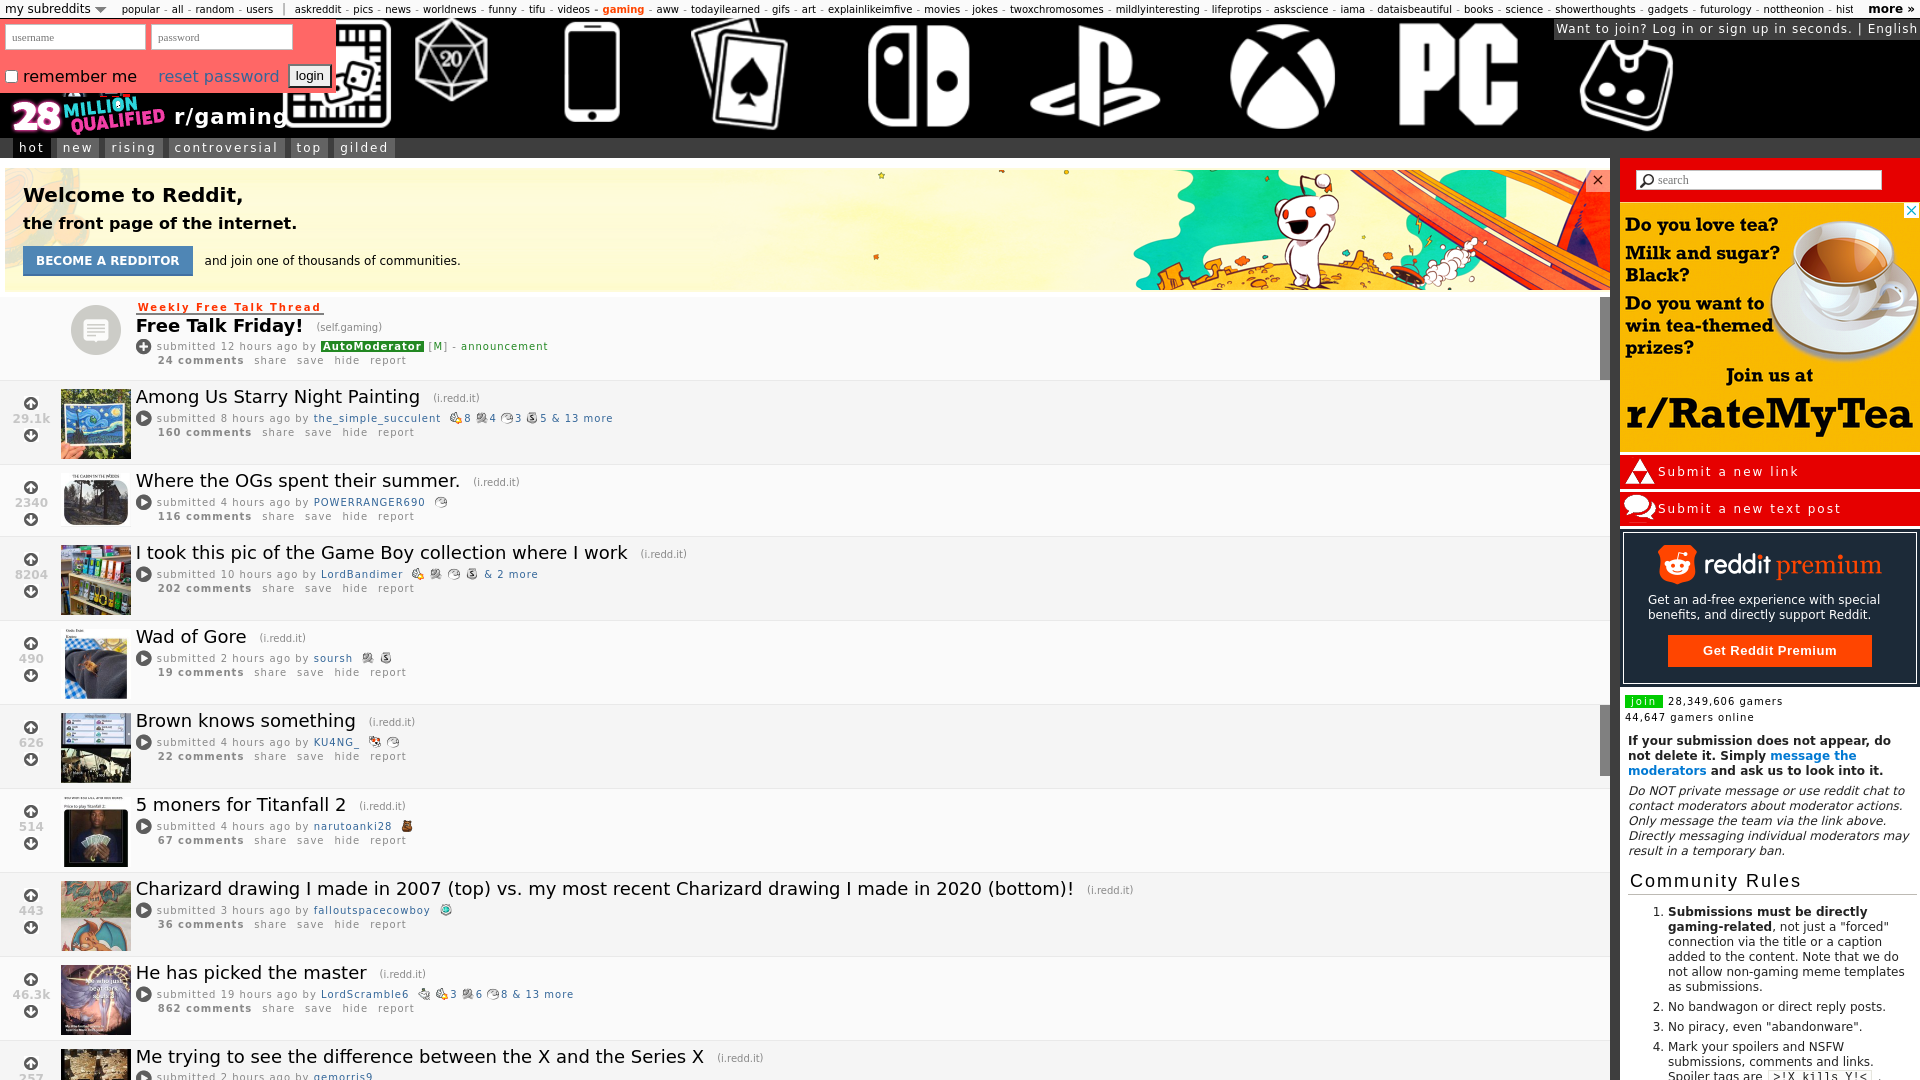 my subreddits popular - all - random - users | askreddit - pics - news - worldnews - funny - tifu - videos - gaming - aww - todayilearned - gifs - art - explainlikeimfive - movies - jokes - twoxchromosomes - mildlyinteresting - lifeprotips - askscience - iama - dataisbeautiful - books - science - showerthoughts - gadgets - futurology - nottheonion - hist more »
username password
Want to join? Log in or sign up in seconds. | English
remember me reset password login
20
PC
28 MILLION QUALIFIED r/gaming
hot new rising controversial top gilded
Welcome to Reddit,
the front page of the internet.
BECOME A REDDITOR and join one of thousands of communities.
Weekly Free Talk Thread
Free Talk Friday! (self.gaming)
submitted 12 hours ago by AutoModerator [M] - announcement
24 comments share save hide report
Among Us Starry Night Painting (i.redd.it)
29.1k
submitted 8 hours ago by the_simple_succulent 8 4 3 5 & 13 more
160 comments share save hide report
Where the OGs spent their summer. (i.redd.it)
2340
submitted 4 hours ago by POWERRANGER690
116 comments share save hide report
I took this pic of the Game Boy collection where I work (i.redd.it)
8204
submitted 10 hours ago by LordBandimer & 2 more
202 comments share save hide report
Wad of Gore (i.redd.it)
490
submitted 2 hours ago by soursh
19 comments share save hide report
Brown knows something (i.redd.it)
626
submitted 4 hours ago by KU4NG_
22 comments share save hide report
5 moners for Titanfall 2 (i.redd.it)
514
submitted 4 hours ago by narutoanki28
67 comments share save hide report
Charizard drawing I made in 2007 (top) vs. my most recent Charizard drawing I made in 2020 (bottom)! (i.redd.it)
443
submitted 3 hours ago by falloutspacecowboy
36 comments share save hide report
He has picked the master (i.redd.it)
46.3k
submitted 19 hours ago by LordScramble6 3 6 8 & 13 more
862 comments share save hide report
Me trying to see the difference between the X and the Series X (i.redd.it)
257
submitted 2 hours ago by gemorris9
search
Do you love tea?
Milk and sugar?
Black?
Do you want to
win tea-themed
prizes?
Join us at
r/RateMyTea
Submit a new link
Submit a new text post
reddit premium
Get an ad-free experience with special
benefits, and directly support Reddit.
Get Reddit Premium
join 28,349,606 gamers
44,647 gamers online
If your submission does not appear, do
not delete it. Simply message the
moderators and ask us to look into it.
Do NOT private message or use reddit chat to
contact moderators about moderator actions.
Only message the team via the link above.
Directly messaging individual moderators may
result in a temporary ban.
Community Rules
1. Submissions must be directly
gaming-related, not just a "forced"
connection via the title or a caption
added to the content. Note that we do
not allow non-gaming meme templates
as submissions.
2. No bandwagon or direct reply posts.
3. No piracy, even "abandonware".
4. Mark your spoilers and NSFW
submissions, comments and links.
Spoiler tags are >!X kills Y!< .